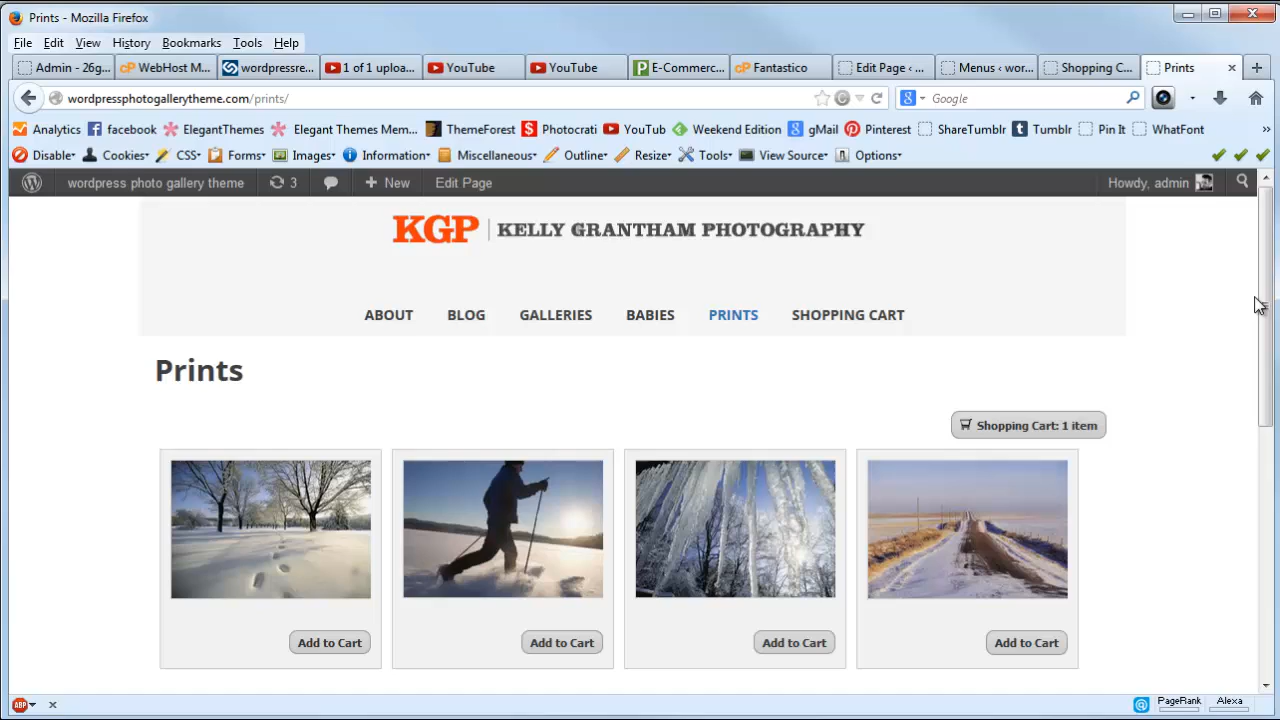 Prints - Mozilla Firefox
File Edit View History Bookmarks Tools Help
Admin - 26g... cP WebHost M... wordpressre... 1 of 1 uploa... YouTube YouTube E-Commerc... cP Fantastico Edit Page ‹ ... Menus ‹ wor... Shopping C... Prints
wordpressphotogallerytheme.com/prints/ Google
Analytics facebook ElegantThemes Elegant Themes Mem... ThemeForest Photocrati YouTub Weekend Edition gMail Pinterest ShareTumblr Tumblr Pin It WhatFont »
Disable Cookies CSS Forms Images Information Miscellaneous Outline Resize Tools View Source Options
wordpress photo gallery theme 3 New Edit Page Howdy, admin
KGP | KELLY GRANTHAM PHOTOGRAPHY
ABOUT BLOG GALLERIES BABIES PRINTS SHOPPING CART
Prints
Shopping Cart: 1 item
Add to Cart Add to Cart Add to Cart Add to Cart
ABP PageRank Alexa